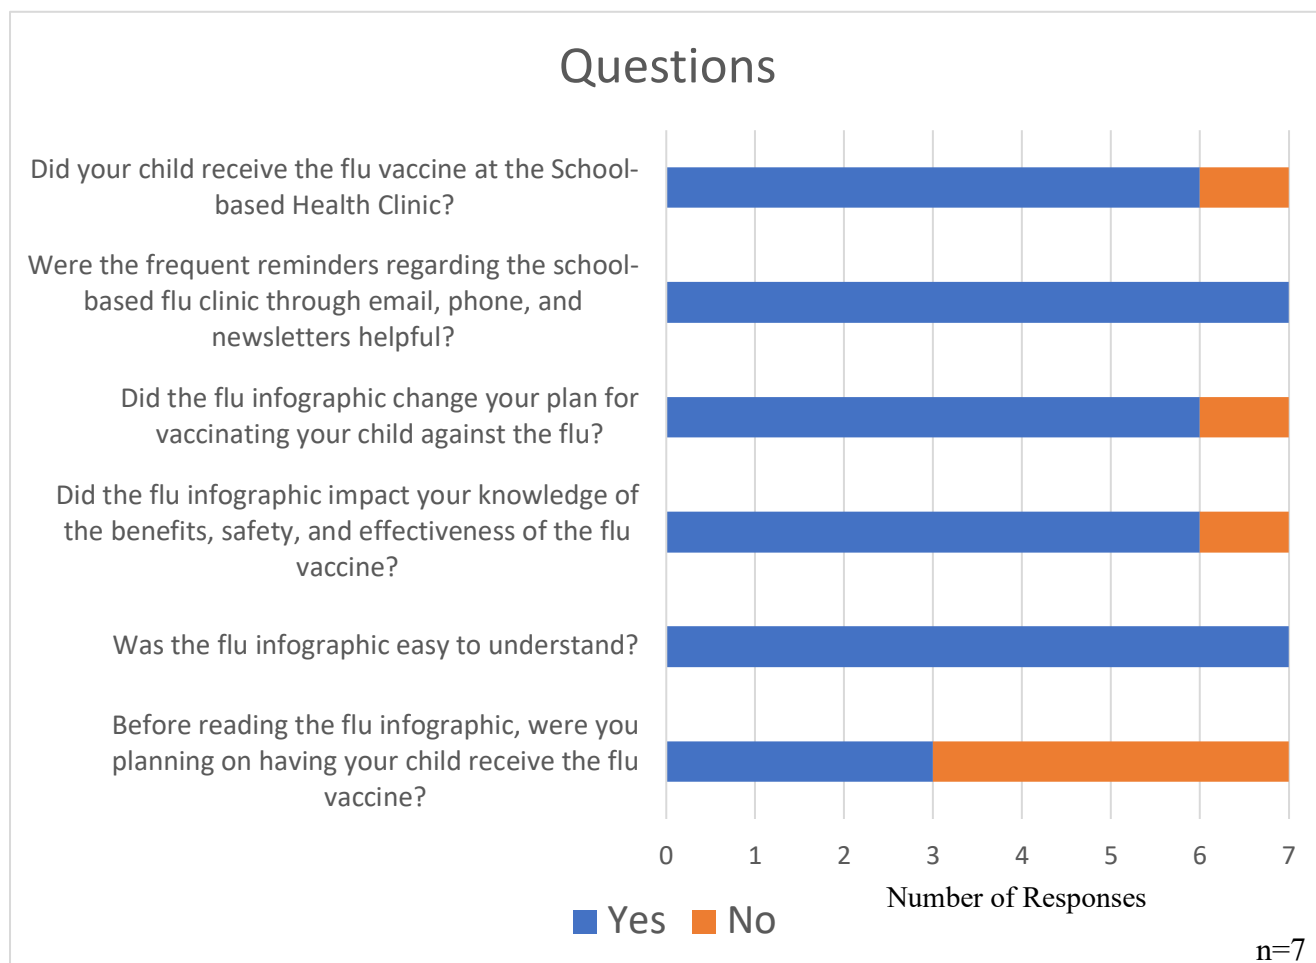 Questions
Did your child receive the flu vaccine at the School-
based Health Clinic?
Were the frequent reminders regarding the school-
based flu clinic through email, phone, and
newsletters helpful?
Did the flu infographic change your plan for
vaccinating your child against the flu?
Did the flu infographic impact your knowledge of
the benefits, safety, and effectiveness of the flu
vaccine?
Was the flu infographic easy to understand?
Before reading the flu infographic, were you
planning on having your child receive the flu
vaccine?
0 1 2 3 4 5 6 7
Number of Responses
Yes No
n=7